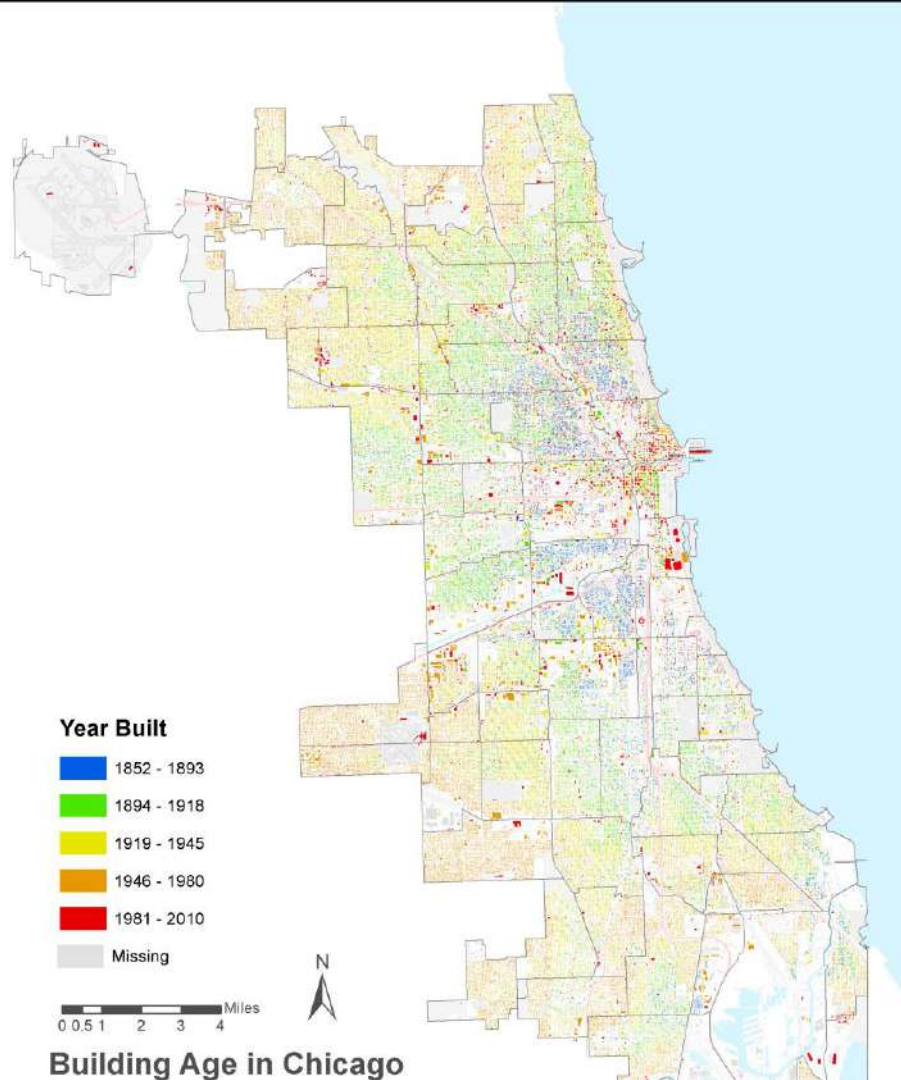 Year Built
1852 - 1893
1894 - 1918
1919 - 1945
1946 - 1980
1981 - 2010
Missing
N
Miles
0 0.5 1 2 3 4
Building Age in Chicago